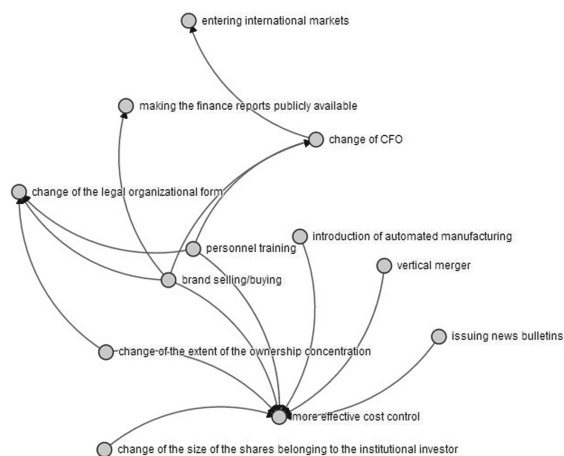 entering international markets
making the finance reports publicly available
change of CFO
change of the legal organizational form
introduction of automated manufacturing
personnel training
vertical merger
brand selling/buying
issuing news bulletins
change of the extent of the ownership concentration
more effective cost control
change of the size of the shares belonging to the institutional investor